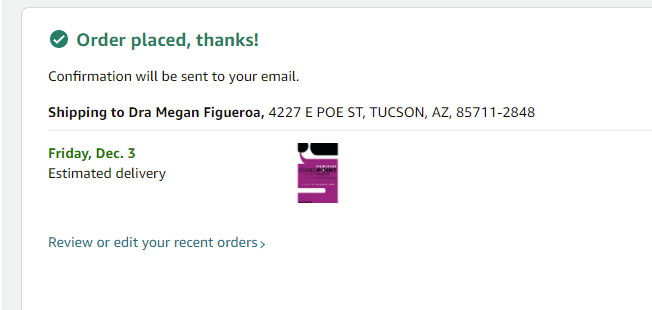 Order placed, thanks!
Confirmation will be sent to your email.
Shipping to Dra Megan Figueroa, 4227 E POE ST, TUCSON, AZ, 85711-2848
Friday, Dec. 3
Estimated delivery
STANDPOINT
Review or edit your recent orders ›